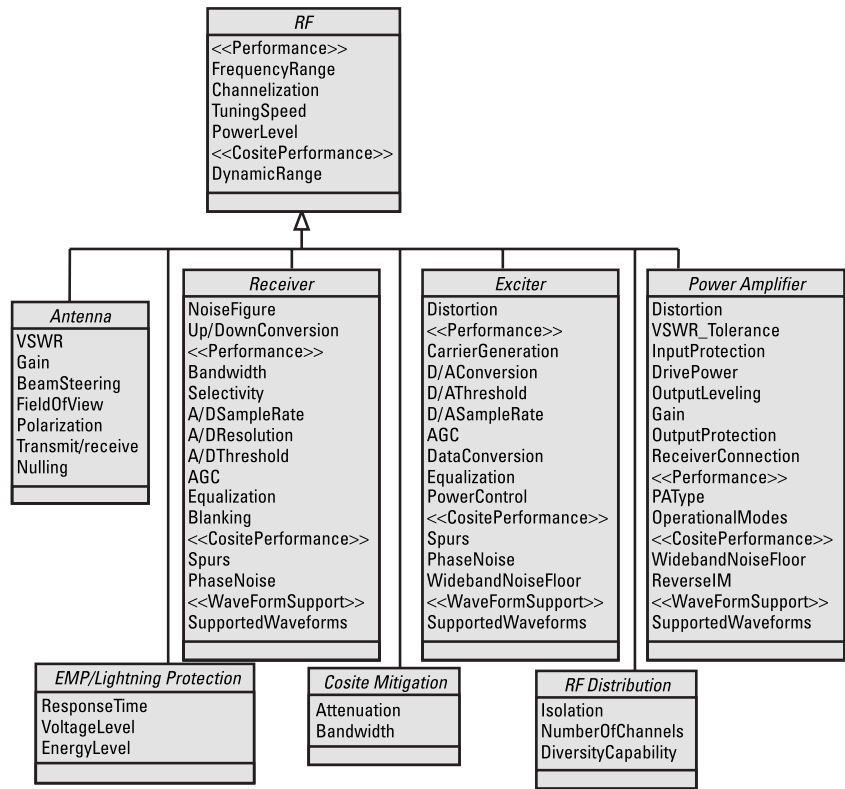 RF
<<Performance>>
FrequencyRange
Channelization
TuningSpeed
PowerLevel
<<CositePerformance>>
DynamicRange
Antenna
VSWR
Gain
BeamSteering
FieldOfView
Polarization
Transmit/receive
Nulling
Receiver
NoiseFigure
Up/DownConversion
<<Performance>>
Bandwidth
Selectivity
A/DSampleRate
A/DResolution
A/DThreshold
AGC
Equalization
Blanking
<<CositePerformance>>
Spurs
PhaseNoise
<<WaveFormSupport>>
SupportedWaveforms
Exciter
Distortion
<<Performance>>
CarrierGeneration
D/AConversion
D/AThreshold
D/ASampleRate
AGC
DataConversion
Equalization
PowerControl
<<CositePerformance>>
Spurs
PhaseNoise
WidebandNoiseFloor
<<WaveFormSupport>>
SupportedWaveforms
Power Amplifier
Distortion
VSWR_Tolerance
InputProtection
DrivePower
OutputLeveling
Gain
OutputProtection
ReceiverConnection
<<Performance>>
PAType
OperationalModes
<<CositePerformance>>
WidebandNoiseFloor
ReverseIM
<<WaveFormSupport>>
SupportedWaveforms
EMP/Lightning Protection
ResponseTime
VoltageLevel
EnergyLevel
Cosite Mitigation
Attenuation
Bandwidth
RF Distribution
Isolation
NumberOfChannels
DiversityCapability